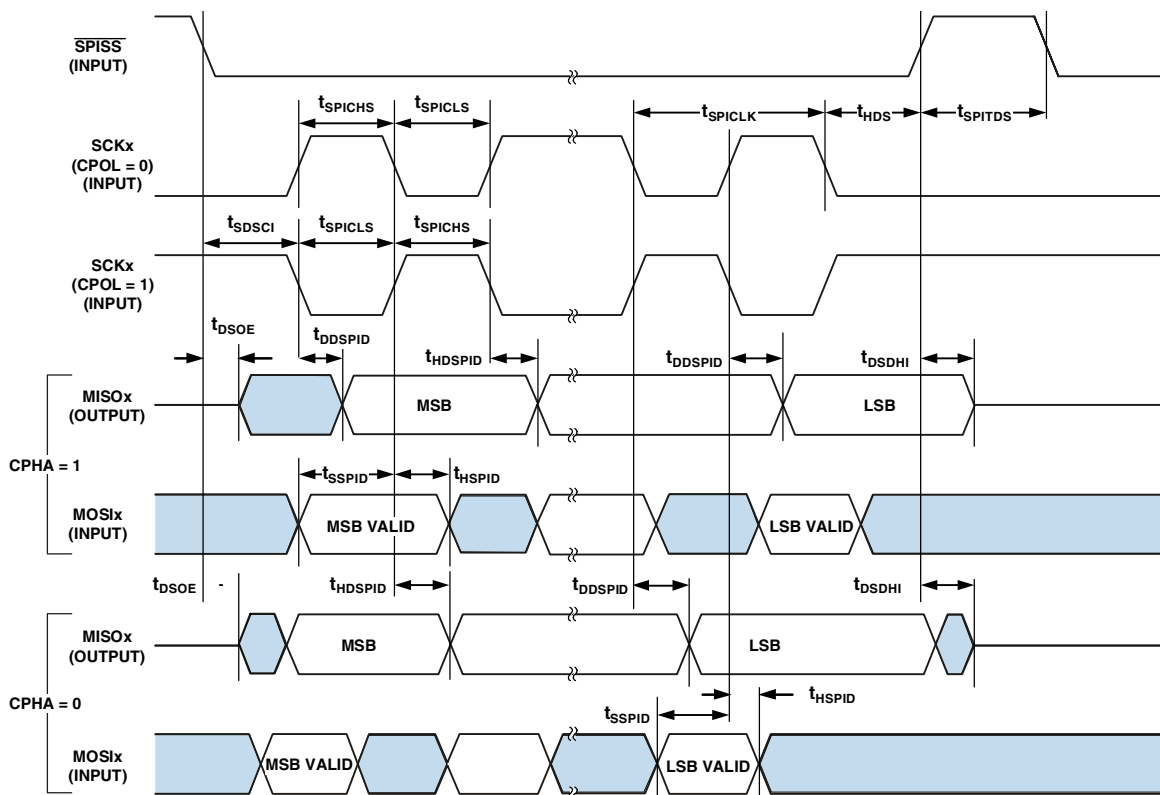 SPISS
(INPUT)
tSPICHS
tSPICLS
tSPICLK
tHDS
tSPITDS
SCKx
(CPOL = 0)
(INPUT)
tSDSCI
tSPICLS
tSPICHS
SCKx
(CPOL = 1)
(INPUT)
tDSOE
tDDSPID
tHDSPID
tDDSPID
tDSDHI
MISOx
(OUTPUT)
MSB
LSB
CPHA = 1
tSSPID
tHSPID
MOSIx
(INPUT)
MSB VALID
LSB VALID
tDSOE -
tHDSPID
tDDSPID
tDSDHI
MISOx
(OUTPUT)
MSB
LSB
CPHA = 0
tHSPID
tSSPID
MOSIx
(INPUT)
MSB VALID
LSB VALID